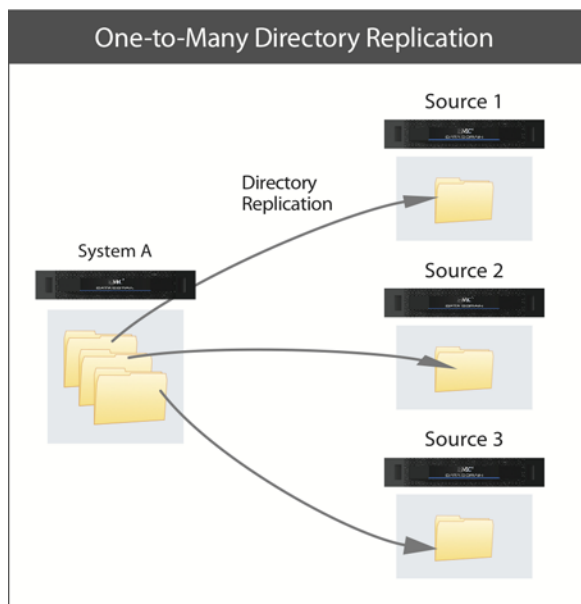 One-to-Many Directory Replication
Source 1
Directory
Replication
System A
Source 2
Source 3